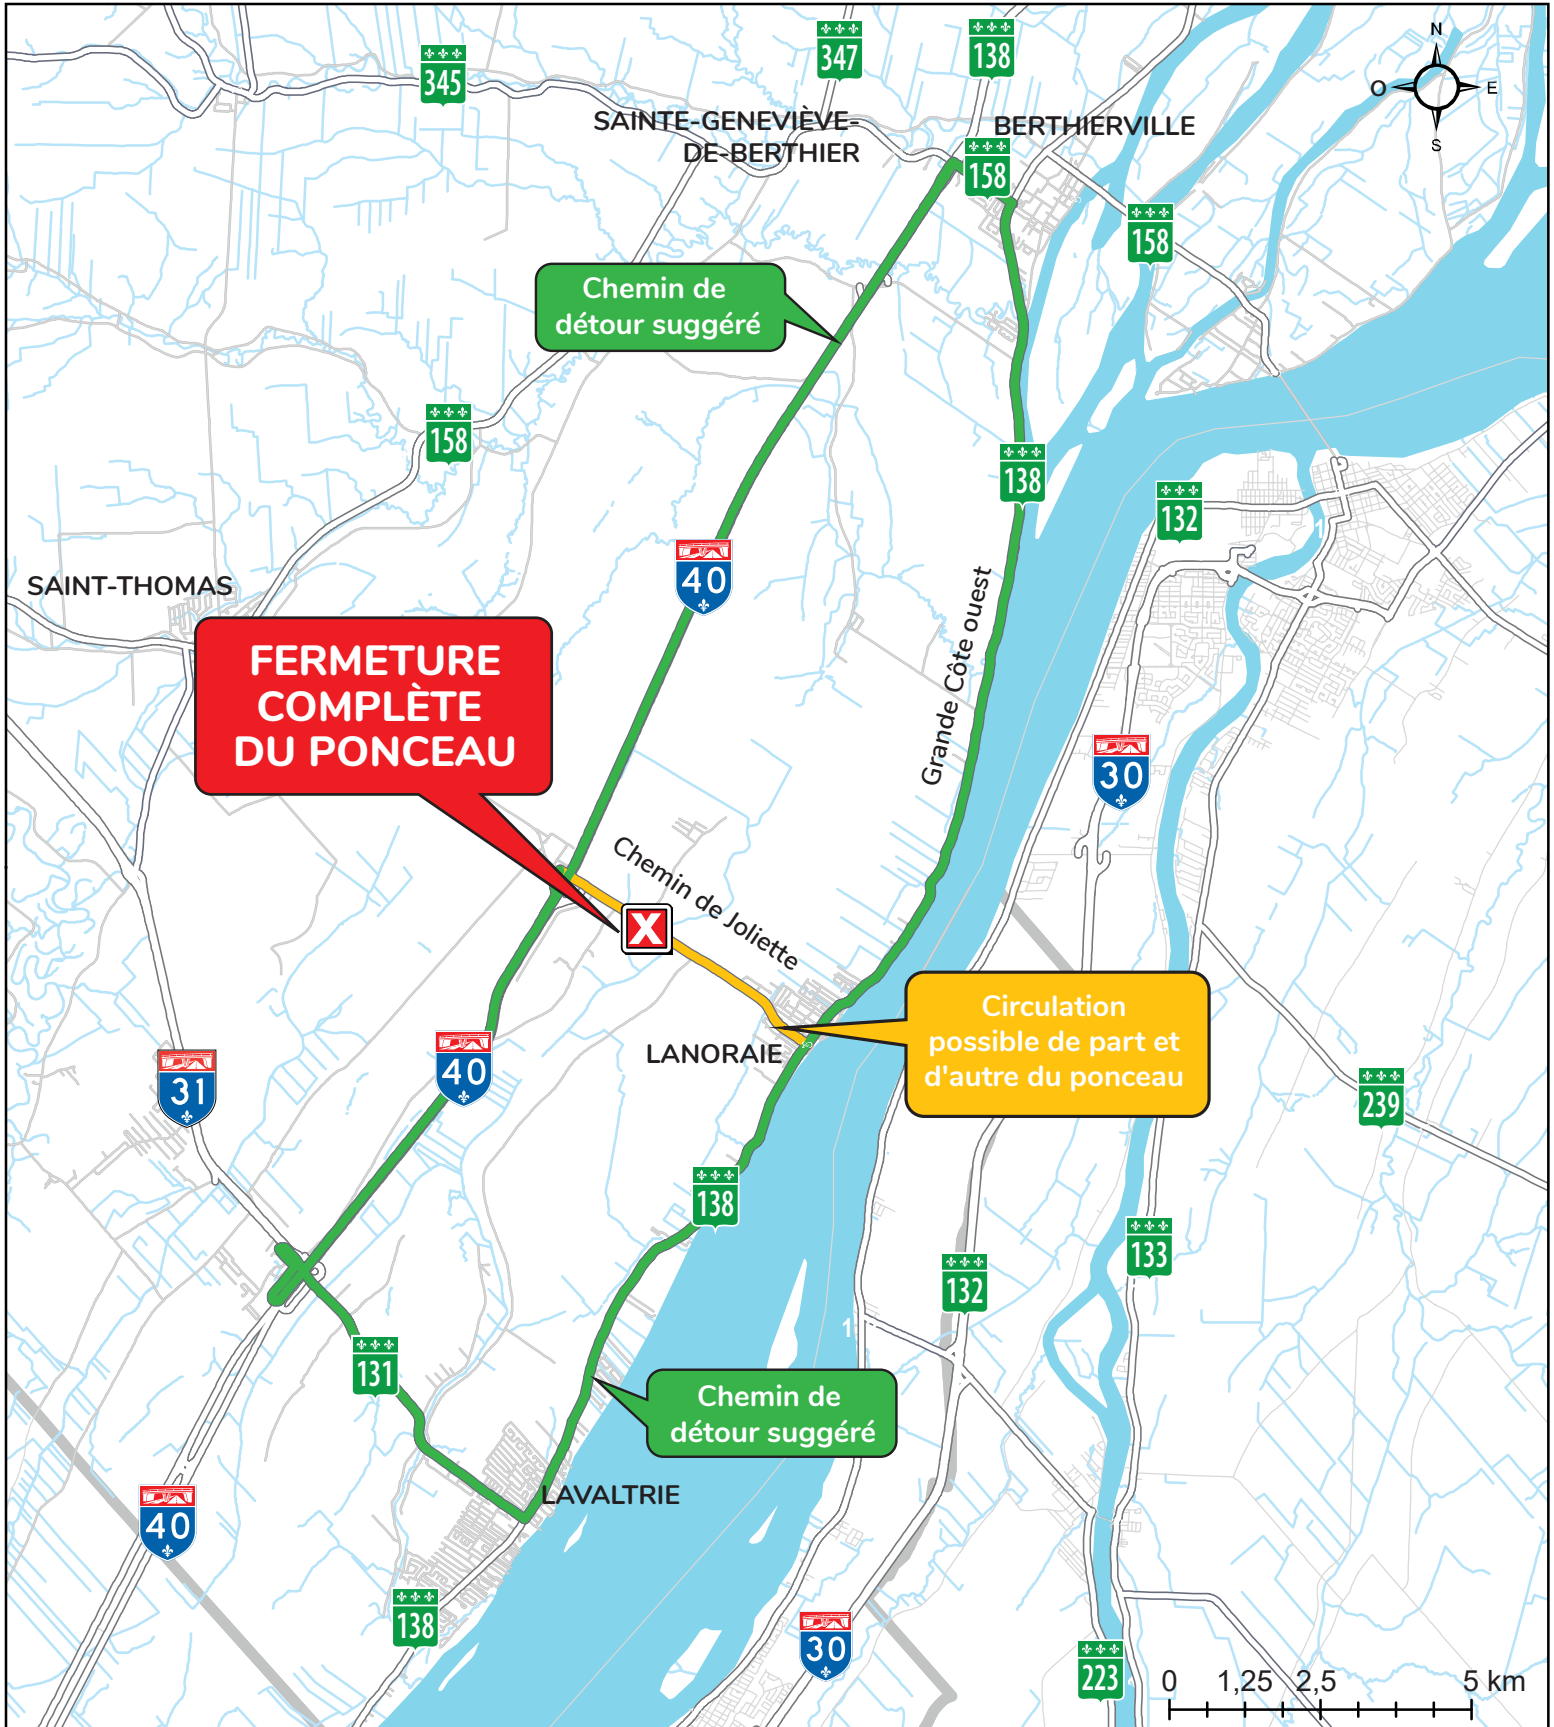 345
347
138
N
O
E
S
SAINTE-GENEVIÈVE-
DE-BERTHIER
BERTHIERVILLE
158
158
Chemin de
détour suggéré
158
138
132
1
40
SAINT-THOMAS
Grande Côte ouest
FERMETURE
COMPLÈTE
DU PONCEAU
30
Chemin de Joliette
X
Circulation
possible de part et
d'autre du ponceau
LANORAIE
40
31
239
138
133
132
1
131
Chemin de
détour suggéré
LAVALTRIE
40
138
30
223
0 1,25 2,5 5 km